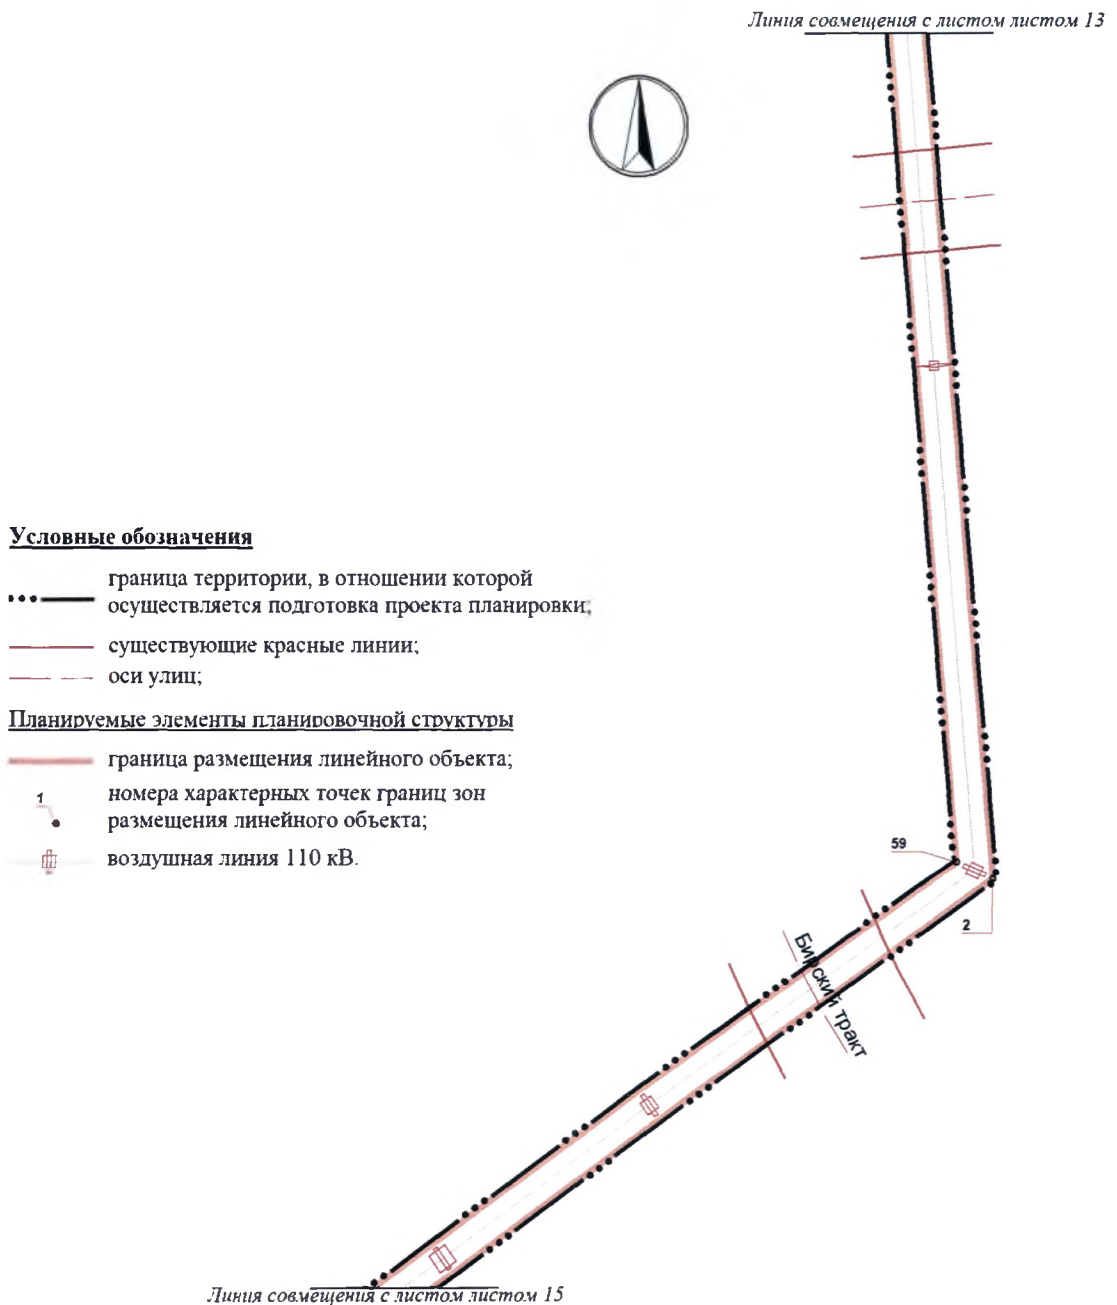 Линия совмещения с листом листом 13
Условные обозначения
граница территории, в отношении которой
осуществляется подготовка проекта планировки;
существующие красные линии;
оси улиц;
Планируемые элементы планировочной структуры
граница размещения линейного объекта;
1
номера характерных точек границ зон
размещения линейного объекта;
воздушная линия 110 кВ.
59
2
Бирский тракт
Линия совмещения с листом листом 15